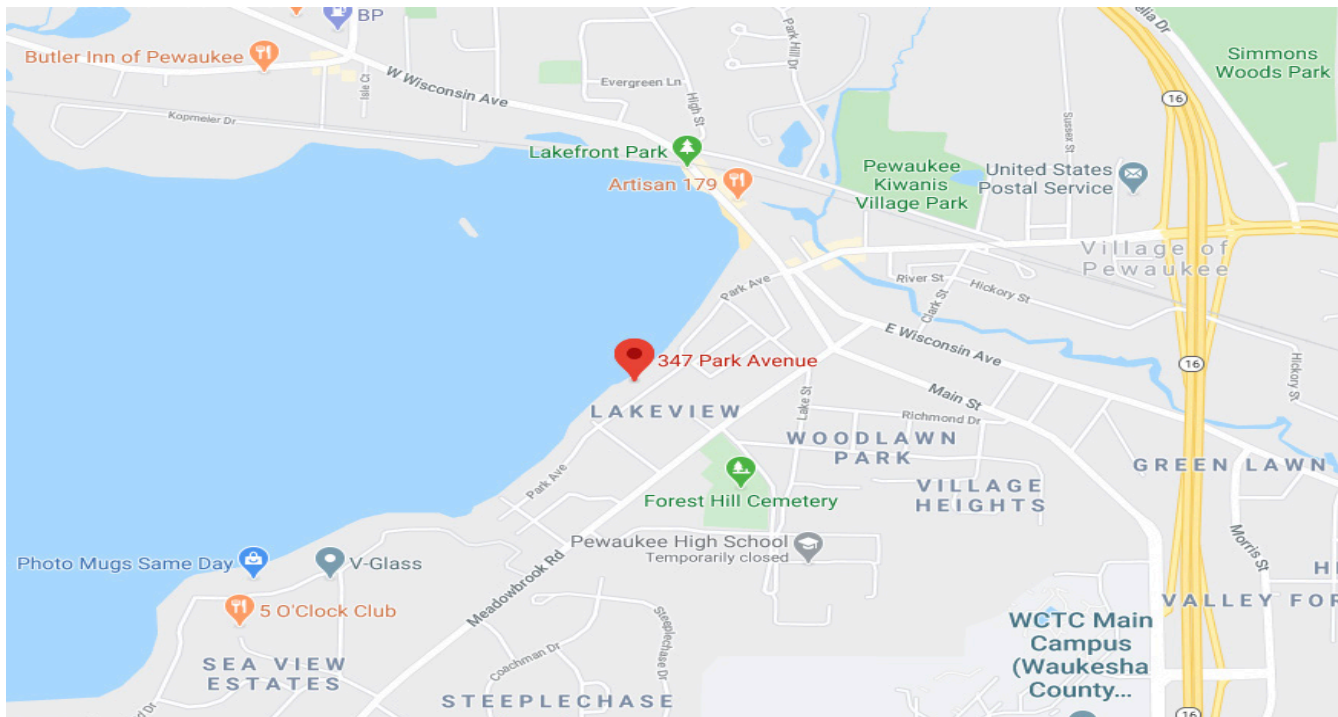 BP
Butler Inn of Pewaukee
Isle Ct
W Wisconsin Ave
Kopmeier Dr
Evergreen Ln
High St
Park Hill Dr
Lakefront Park
Artisan 179
Pewaukee
Kiwanis
Village Park
United States
Postal Service
Sussex St
16
elia Dr
Simmons
Woods Park
Village of
Pewaukee
Park Ave
River St
Clark St
Hickory St
E Wisconsin Ave
16
Hickory St
347 Park Avenue
LAKEVIEW
Main St
Lake St
Richmond Dr
WOODLAWN
PARK
VILLAGE
HEIGHTS
GREEN LAWN
Park Ave
Forest Hill Cemetery
Pewaukee High School
Temporarily closed
Morris St
Photo Mugs Same Day
V-Glass
5 O'Clock Club
Meadowbrook Rd
Coachman Dr
Steeplechase Dr
SEA VIEW
ESTATES
STEEPLECHASE
WCTC Main
Campus
(Waukesha
County...
H
VALLEY FOR
16